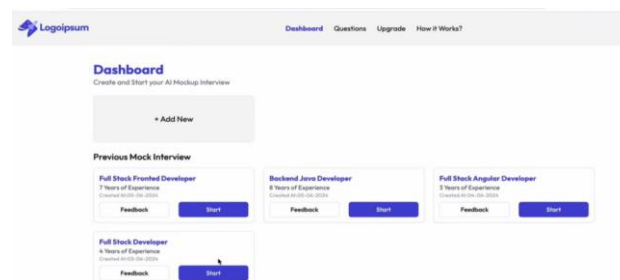 Logoipsum
Dashboard Questions Upgrade How it Works?
Dashboard
Create and Start your AI Mockup Interview
+ Add New
Previous Mock Interview
Full Stack Fronted Developer
7 Years of Experience
Created At:05-06-2024
Feedback Start
Backend Java Developer
8 Years of Experience
Created At:05-06-2024
Feedback Start
Full Stack Angular Developer
5 Years of Experience
Created At:04-06-2024
Feedback Start
Full Stack Developer
4 Years of Experience
Created At:03-06-2024
Feedback Start